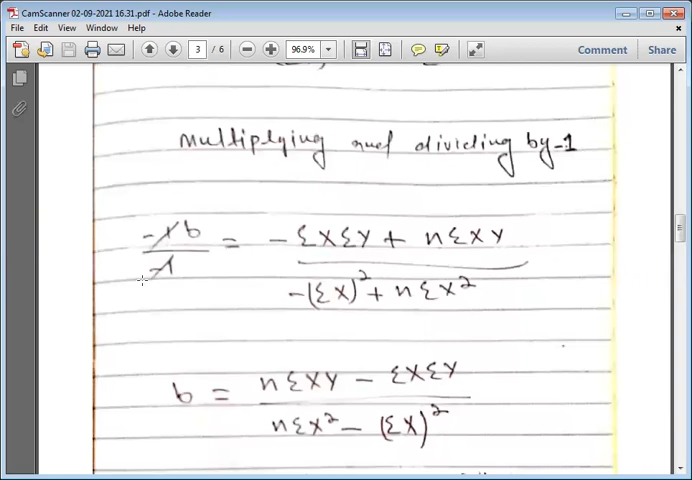 CamScanner 02-09-2021 16.31.pdf - Adobe Reader
File Edit View Window Help
3 / 6 96.9% Comment Share
Multiplying and dividing by -1
-1b/-1 = -ΣXΣY + nΣXY / -(ΣX)² + nΣX²
b = nΣXY - ΣXΣY / nΣX² - (ΣX)²